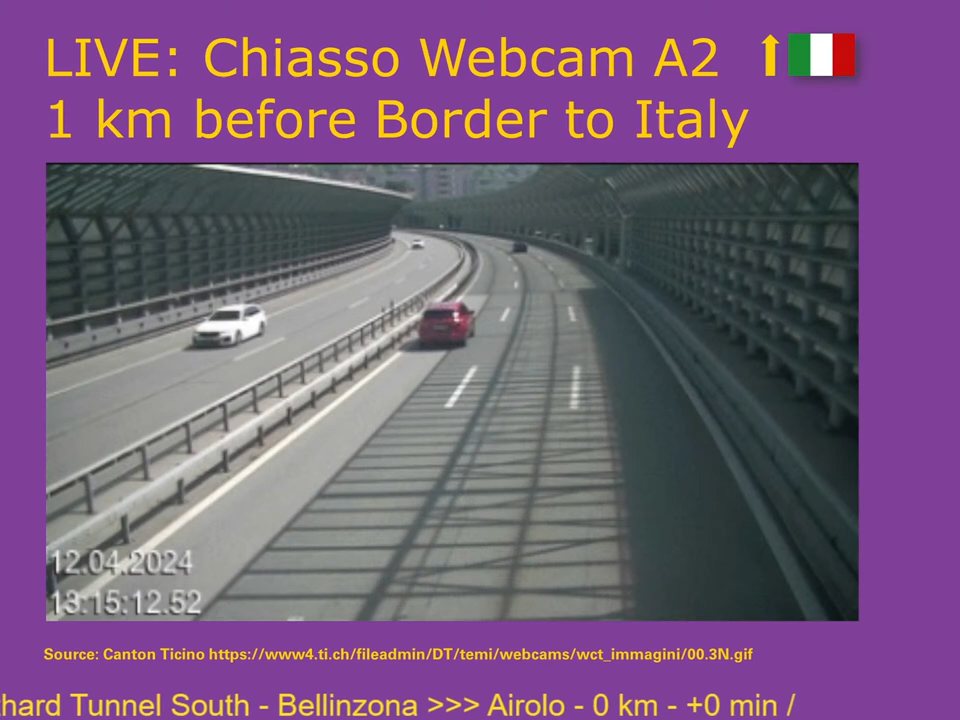 LIVE: Chiasso Webcam A2
1 km before Border to Italy
12.04.2024
13:15:12.52
Source: Canton Ticino https://www4.ti.ch/fileadmin/DT/temi/webcams/wct_immagini/00.3N.gif
thard Tunnel South - Bellinzona >>> Airolo - 0 km - +0 min /